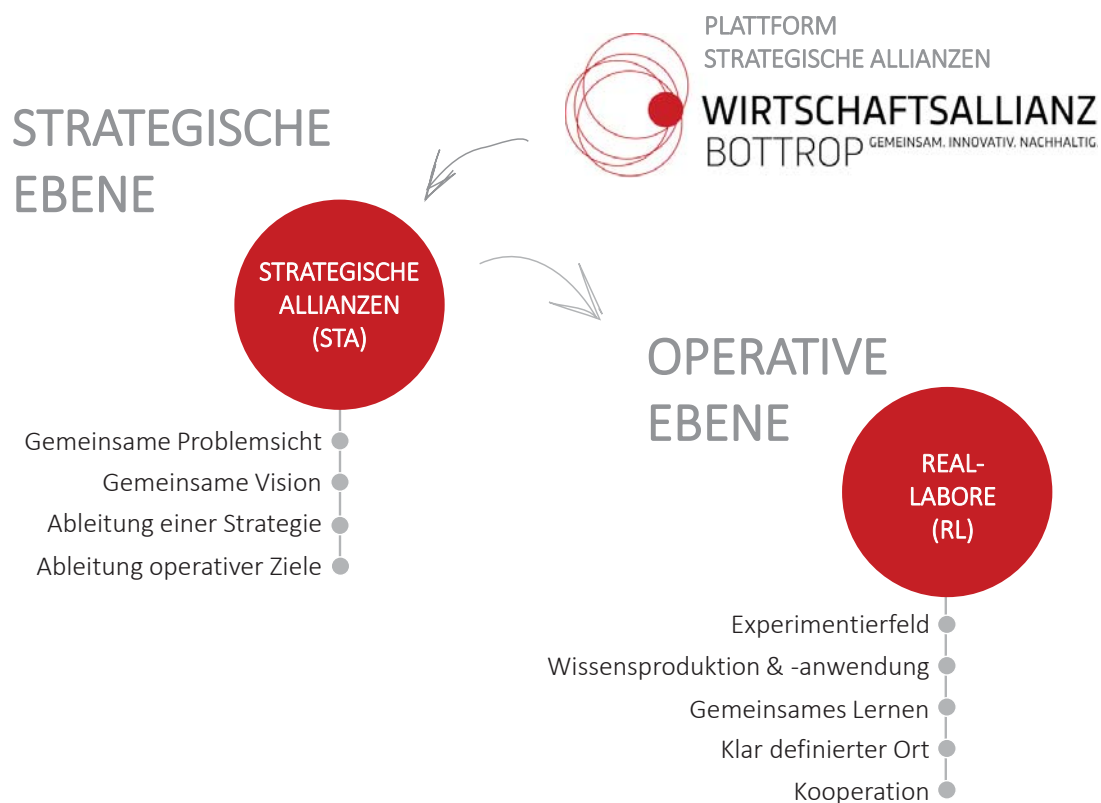 PLATTFORM
STRATEGISCHE ALLIANZEN
WIRTSCHAFTSALLIANZ
BOTTROP GEMEINSAM. INNOVATIV. NACHHALTIG.
STRATEGISCHE
EBENE
STRATEGISCHE
ALLIANZEN
(STA)
Gemeinsame Problemsicht
Gemeinsame Vision
Ableitung einer Strategie
Ableitung operativer Ziele
OPERATIVE
EBENE
REAL-
LABORE
(RL)
Experimentierfeld
Wissensproduktion & -anwendung
Gemeinsames Lernen
Klar definierter Ort
Kooperation